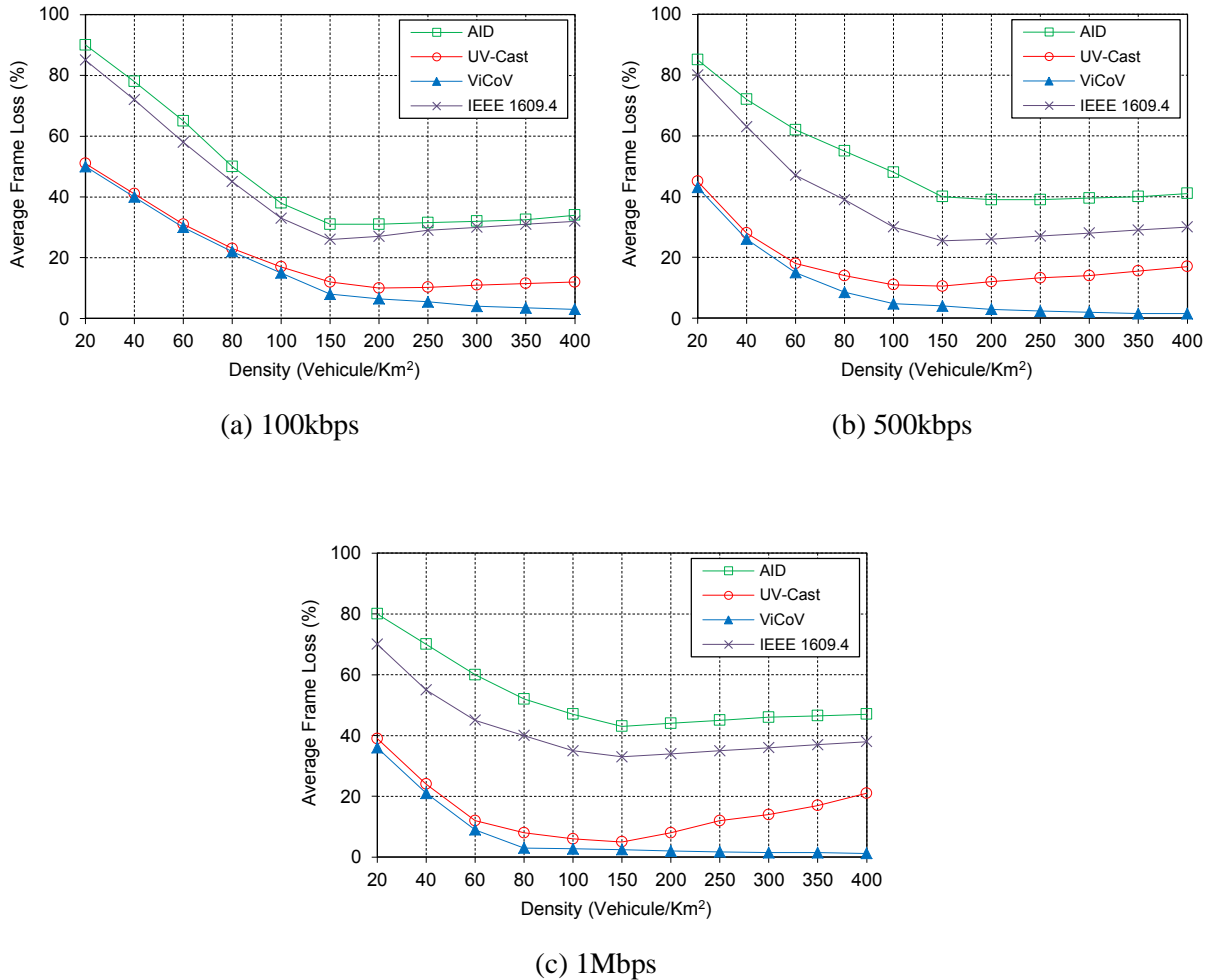 100
80
60
40
20
0
Average Frame Loss (%)
AID
UV-Cast
ViCoV
IEEE 1609.4
20 40 60 80 100 150 200 250 300 350 400
Density (Vehicule/Km²)
(a) 100kbps
100
80
60
40
20
0
Average Frame Loss (%)
AID
UV-Cast
ViCoV
IEEE 1609.4
20 40 60 80 100 150 200 250 300 350 400
Density (Vehicule/Km²)
(b) 500kbps
100
80
60
40
20
0
Average Frame Loss (%)
AID
UV-Cast
ViCoV
IEEE 1609.4
20 40 60 80 100 150 200 250 300 350 400
Density (Vehicule/Km²)
(c) 1Mbps